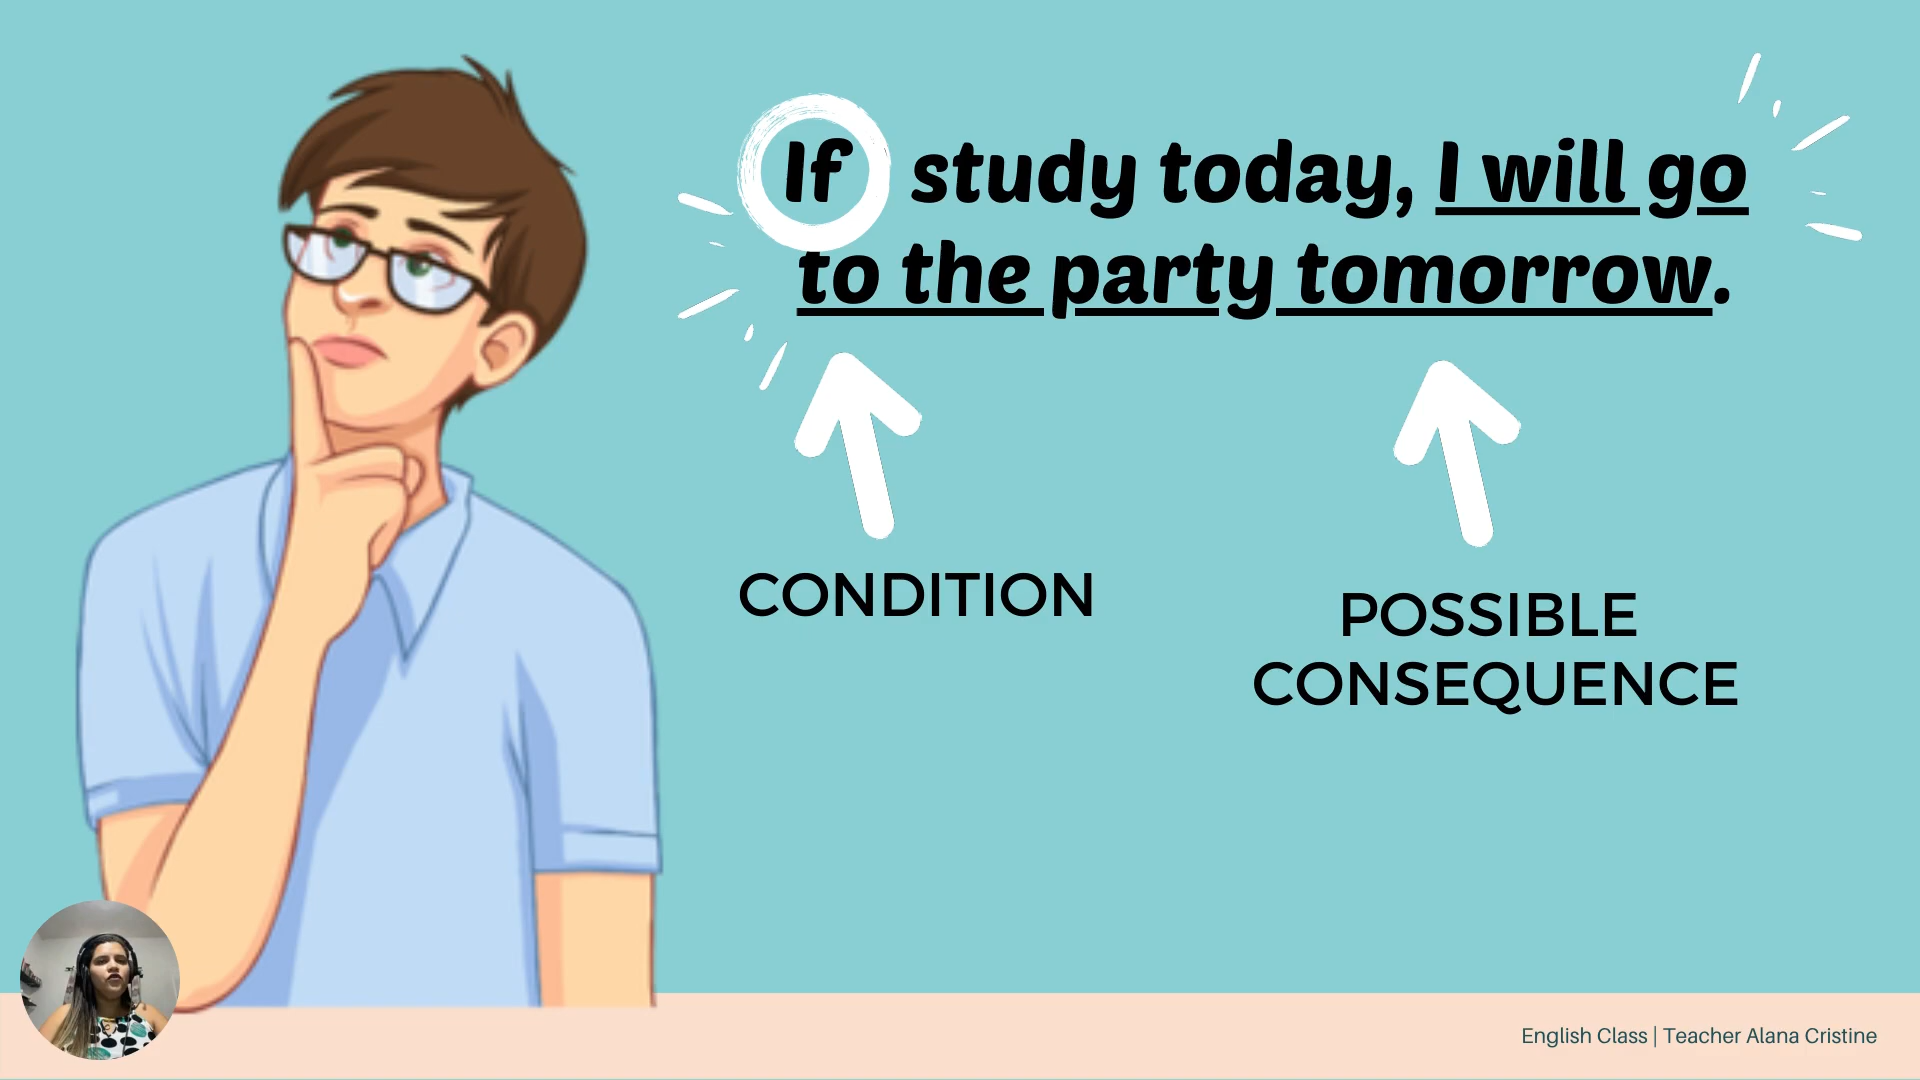 If study today, I will go
to the party tomorrow.
CONDITION
POSSIBLE
CONSEQUENCE
English Class | Teacher Alana Cristine